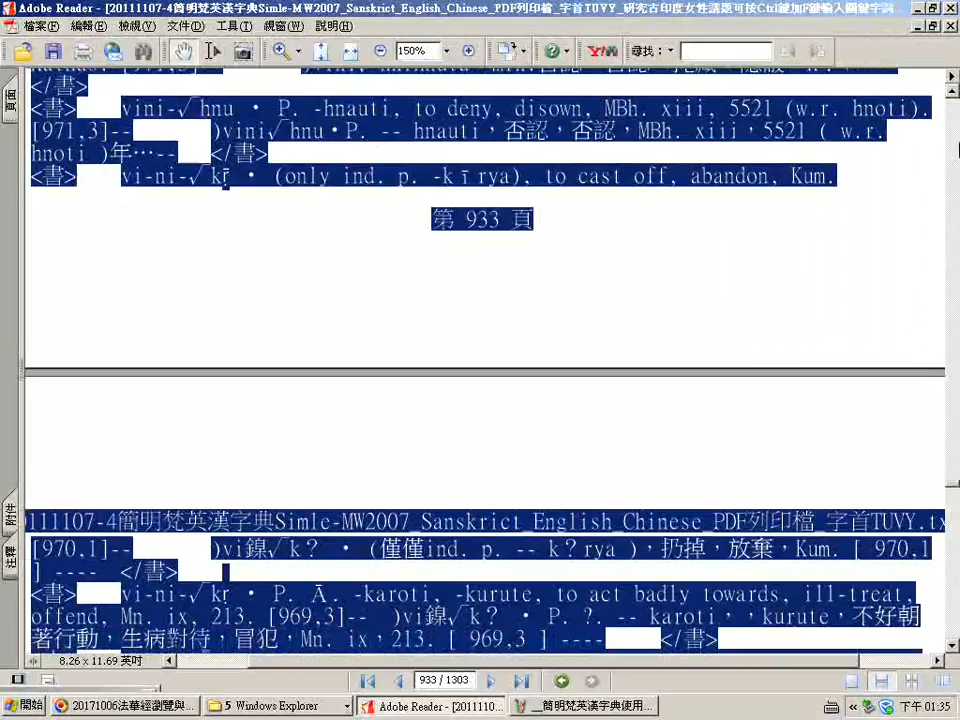 Adobe Reader - [20111107-4簡明梵英漢字典Simle-MW2007_Sanskrict_English_Chinese_PDF列印檔_字首TUVY_研究古印度女性議題可按Ctrl鍵加F鍵輸入關鍵字詞
檔案(F) 編輯(E) 檢視(V) 文件(D) 工具(T) 視窗(W) 說明(H)
150% Y! 尋找:
頁面
</書>
<書> vini-√hnu • P. -hnauti, to deny, disown, MBh. xiii, 5521 (w.r. hnoti).
[971,3]-- )vini√hnu•P. -- hnauti，否認，否認，MBh. xiii，5521 ( w.r.
hnoti )年…-- </書>
<書> vi-ni-√kṝ • (only ind. p. -kīrya), to cast off, abandon, Kum.
第 933 頁
附件
注釋
111107-4簡明梵英漢字典Simle-MW2007_Sanskrict_English_Chinese_PDF列印檔_字首TUVY.tx
[970,1]-- )vi鎳√k？ • (僅僅ind. p. -- k？rya )，扔掉，放棄，Kum. [ 970,1
] ---- </書>
<書> vi-ni-√kṛ • P. Ā. -karoti, -kurute, to act badly towards, ill-treat,
offend, Mn. ix, 213. [969,3]-- )vi鎳√k？ • P. ?. -- karoti，，kurute，不好朝
著行動，生病對待，冒犯，Mn. ix，213. [ 969,3 ] ---- </書>
8.26 x 11.69 英吋
933 / 1303
開始 20171006法華經瀏覽與... 5 Windows Explorer Adobe Reader - [201110... __簡明梵英漢字典使用... 下午 01:35